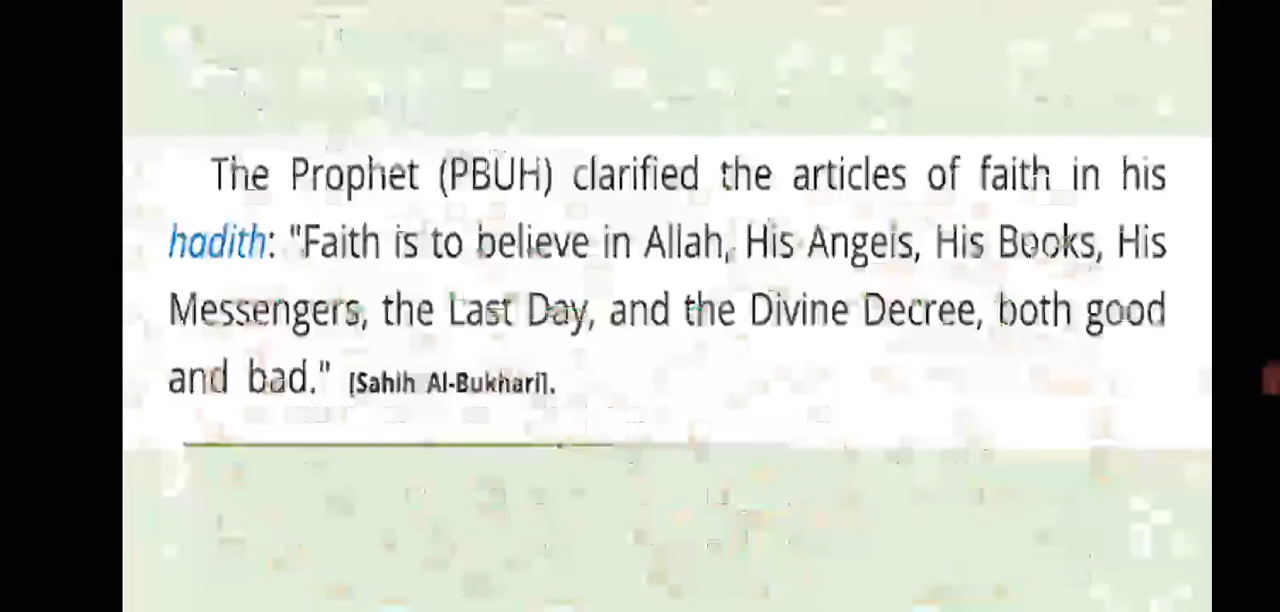 The Prophet (PBUH) clarified the articles of faith in his
hadith: "Faith is to believe in Allah, His Angels, His Books, His
Messengers, the Last Day, and the Divine Decree, both good
and bad." [Sahih Al-Bukhari].